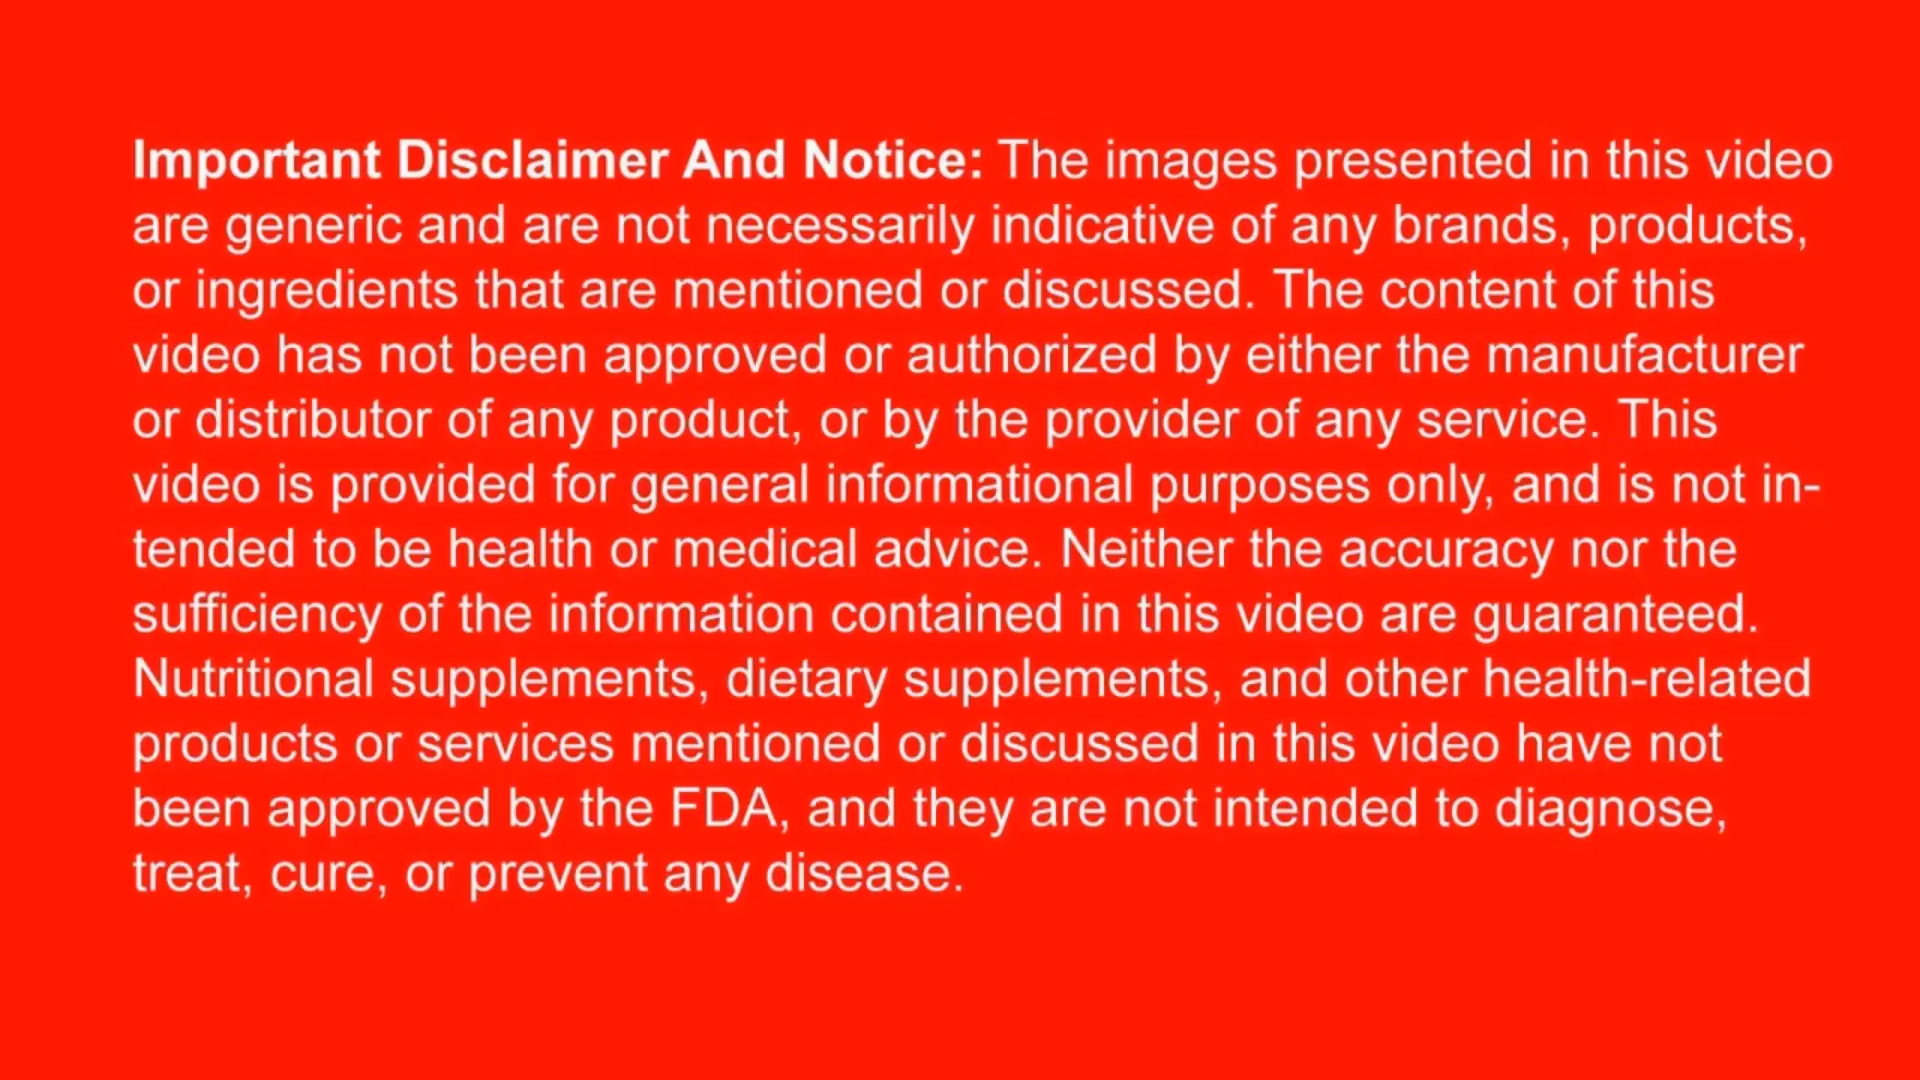 Important Disclaimer And Notice: The images presented in this video
are generic and are not necessarily indicative of any brands, products,
or ingredients that are mentioned or discussed. The content of this
video has not been approved or authorized by either the manufacturer
or distributor of any product, or by the provider of any service. This
video is provided for general informational purposes only, and is not in-
tended to be health or medical advice. Neither the accuracy nor the
sufficiency of the information contained in this video are guaranteed.
Nutritional supplements, dietary supplements, and other health-related
products or services mentioned or discussed in this video have not
been approved by the FDA, and they are not intended to diagnose,
treat, cure, or prevent any disease.